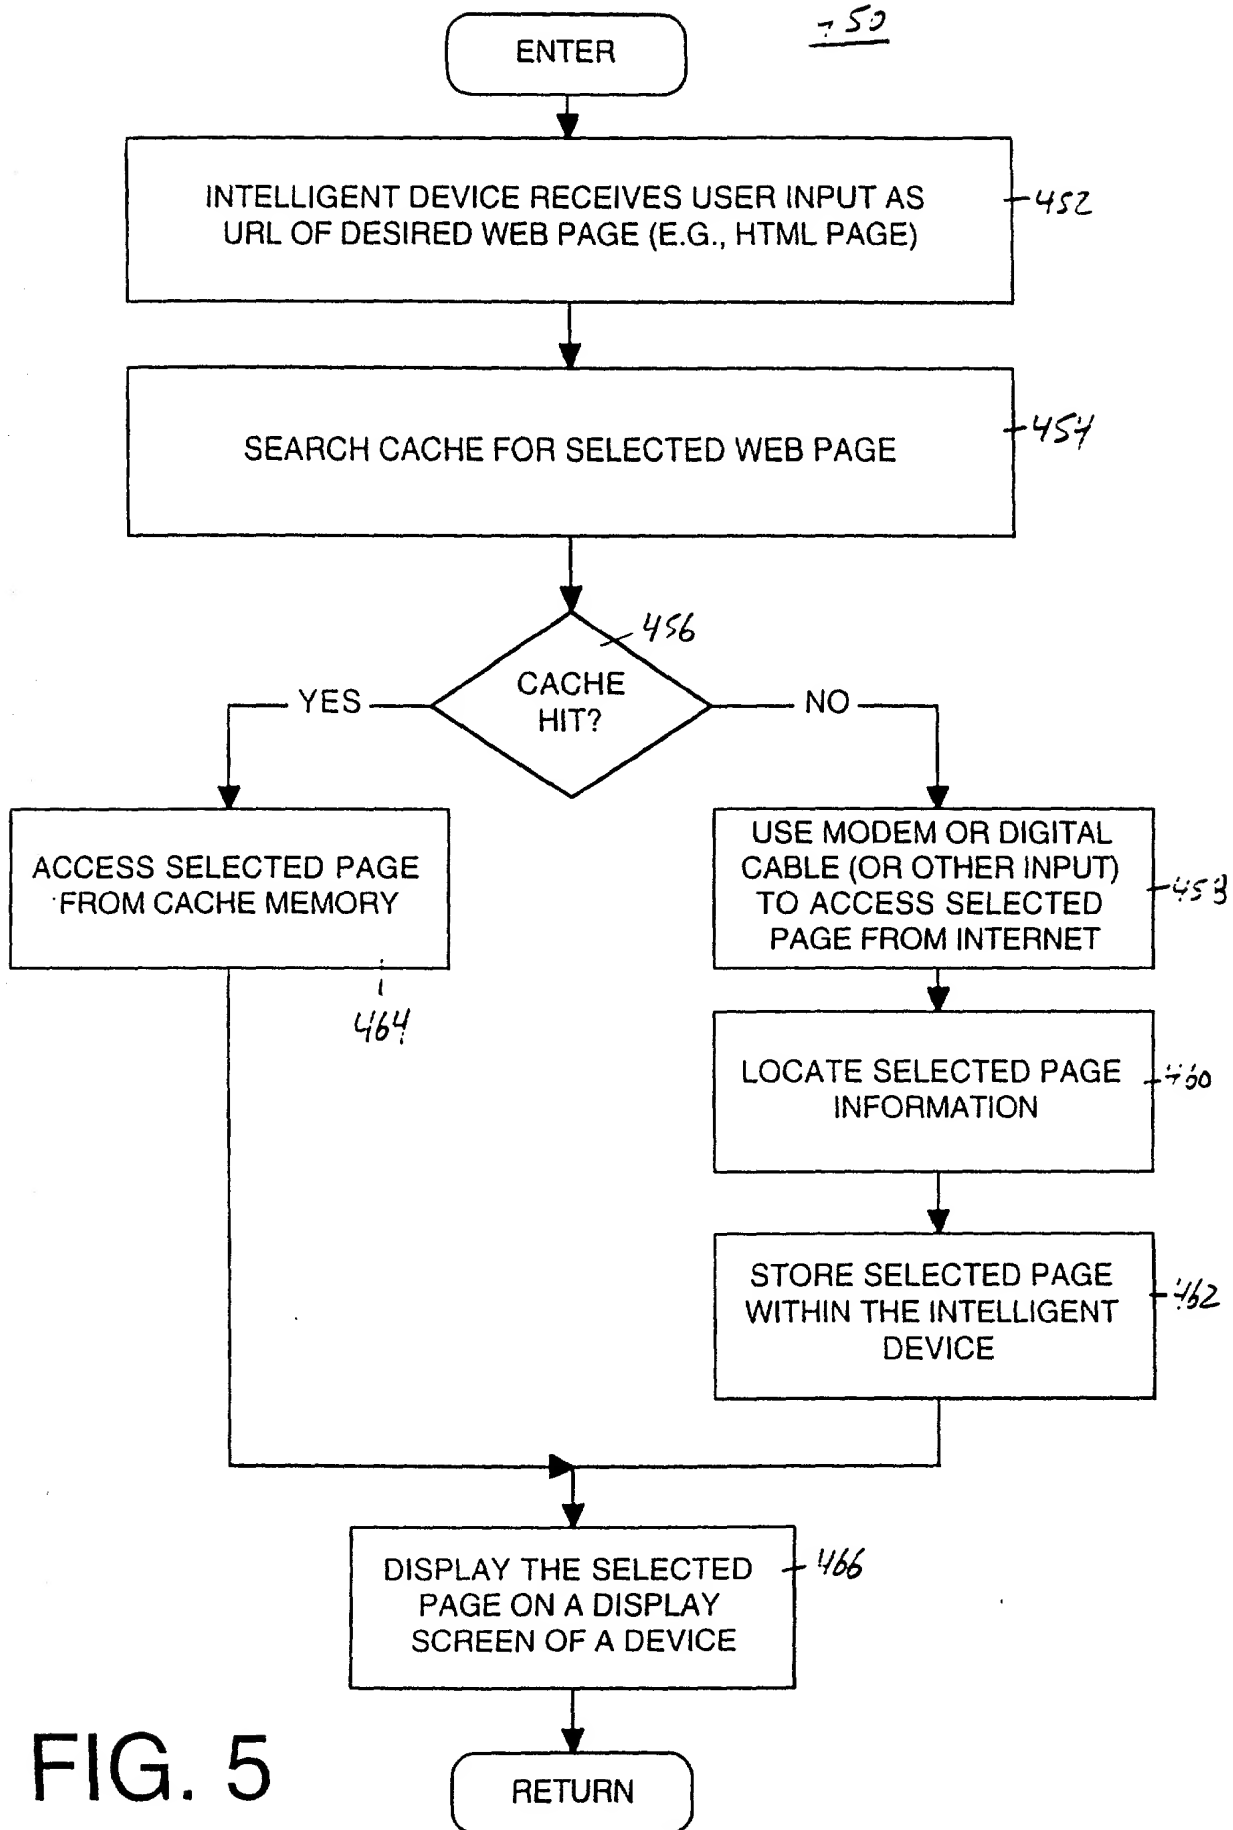 ENTER
INTELLIGENT DEVICE RECEIVES USER INPUT AS
URL OF DESIRED WEB PAGE (E.G., HTML PAGE)
452
SEARCH CACHE FOR SELECTED WEB PAGE
454
456
CACHE
HIT?
YES
NO
ACCESS SELECTED PAGE
FROM CACHE MEMORY
464
USE MODEM OR DIGITAL
CABLE (OR OTHER INPUT)
TO ACCESS SELECTED
PAGE FROM INTERNET
458
LOCATE SELECTED PAGE
INFORMATION
460
STORE SELECTED PAGE
WITHIN THE INTELLIGENT
DEVICE
462
DISPLAY THE SELECTED
PAGE ON A DISPLAY
SCREEN OF A DEVICE
466
RETURN
FIG. 5